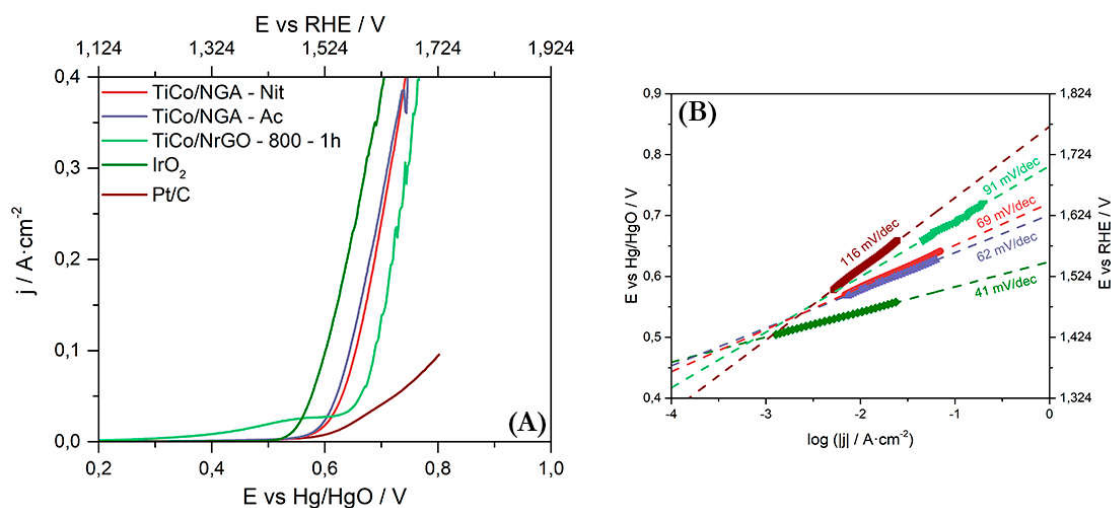 E vs RHE / V
1,124 1,324 1,524 1,724 1,924
0,4
0,3
0,2
0,1
0,0
j / A·cm⁻²
TiCo/NGA - Nit
TiCo/NGA - Ac
TiCo/NrGO - 800 - 1h
IrO₂
Pt/C
(A)
0,2 0,4 0,6 0,8 1,0
E vs Hg/HgO / V
(B)
0,9
0,8
0,7
0,6
0,5
0,4
E vs Hg/HgO / V
116 mV/dec
91 mV/dec
69 mV/dec
62 mV/dec
41 mV/dec
1,824
1,724
1,624
1,524
1,424
1,324
E vs RHE / V
-4 -3 -2 -1 0
log (|j| / A·cm⁻²)